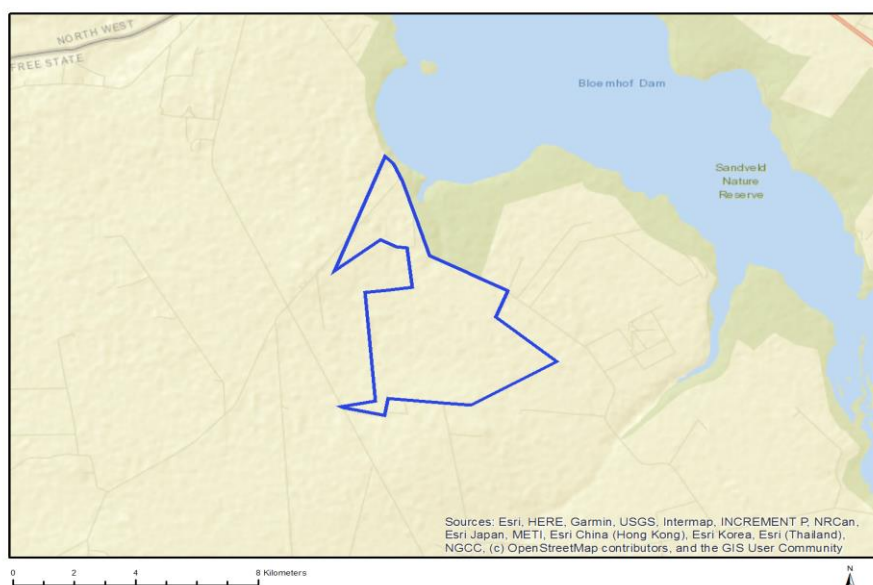 NORTH WEST
FREE STATE
Bloemhof Dam
Sandveld
Nature
Reserve
Sources: Esri, HERE, Garmin, USGS, Intermap, INCREMENT P, NRCan,
Esri Japan, METI, Esri China (Hong Kong), Esri Korea, Esri (Thailand),
NGCC, (c) OpenStreetMap contributors, and the GIS User Community
0 2 4 8 Kilometers
N